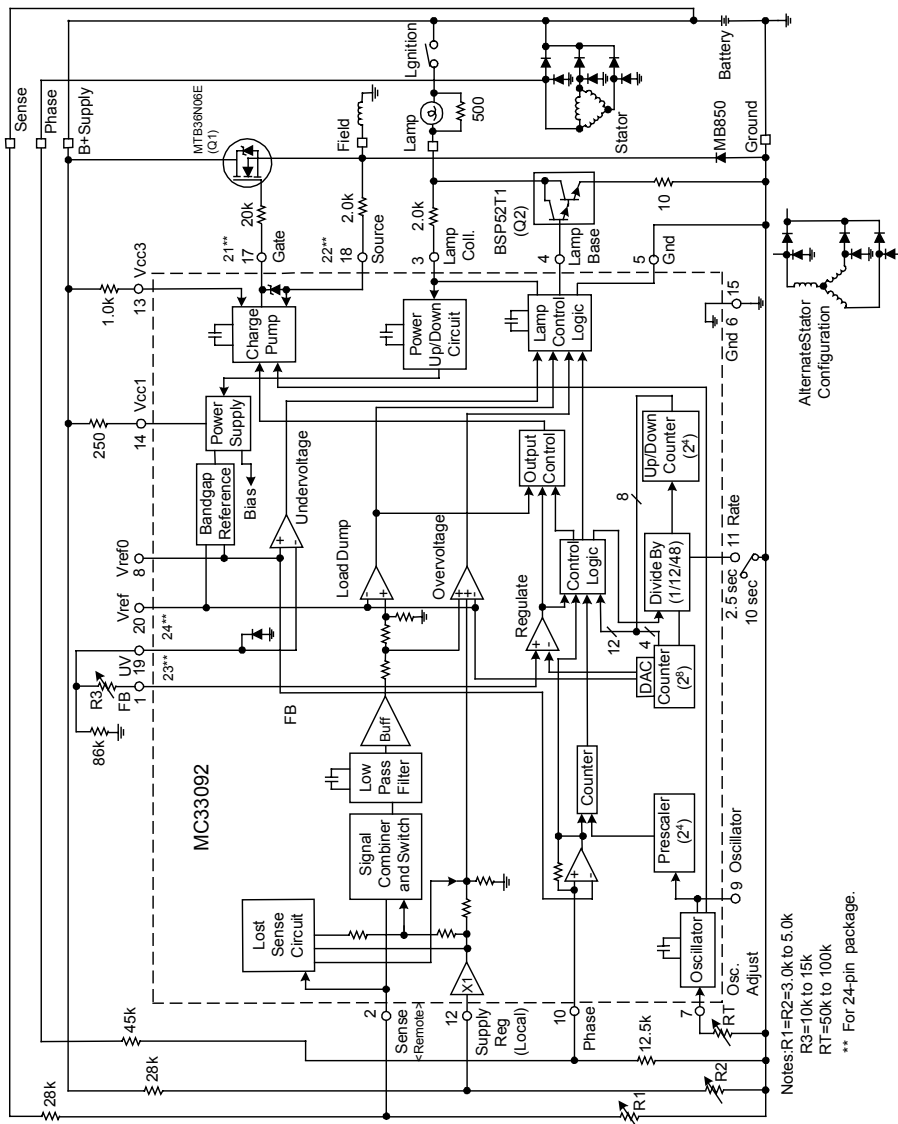 Sense
Phase
B+Supply
MTB36N06E
(Q1)
Field
Lgnition
Lamp
500
Stator
Battery
MB850
Ground
20k
2.0k
2.0k
BSP52T1
(Q2)
10
21**
17
Gate
22**
18
Source
3
Lamp
Coll.
4
Lamp
Base
5
Gnd
1.0k
13
Vcc3
250
14
Vcc1
Charge
Pump
Power
Up/Down
Circuit
Lamp
Control
Logic
Gnd 6
15
AlternateStator
Configuration
Power
Supply
Bandgap
Reference
Bias
Undervoltage
+
-
Output
Control
Up/Down
Counter
(2⁴)
8
Vref0
8
Vref
20
24**
Load Dump
-
+
Overvoltage
+
+
-
Control
Logic
Divide By
(1/12/48)
11 Rate
2.5 sec
10 sec
Regulate
+
-
12
4
UV
19
23**
R3
FB
1
86k
FB
DAC
Counter
(2⁸)
Buff
Low
Pass
Filter
MC33092
Signal
Combiner
and Switch
Counter
Prescaler
(2⁴)
+
-
9 Oscillator
Lost
Sense
Circuit
X1
Oscillator
Osc.
Adjust
2
Sense
<Remote>
12
Supply
Reg
(Local)
10
Phase
7
RT
45k
12.5k
28k
R2
28k
R1
Notes:R1=R2=3.0k to 5.0k
R3=10k to 15k
RT=50k to 100k
** For 24-pin package.